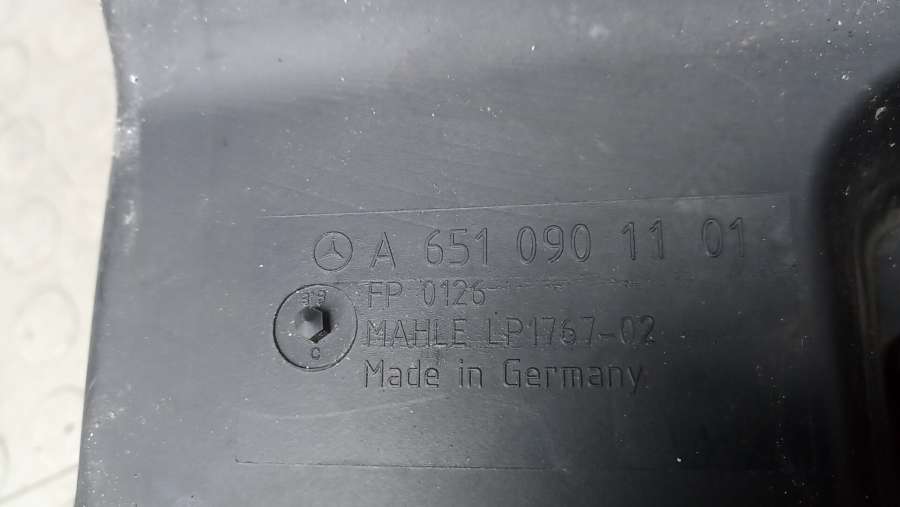 A 651 090 11 01
FP 0126
MAHLE LP1767-02
Made in Germany